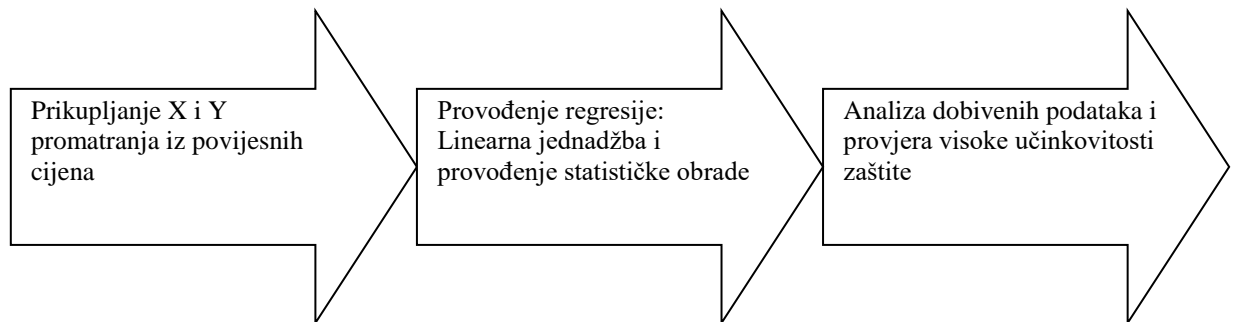 Prikupljanje X i Y
promatranja iz povijesnih
cijena
Provođenje regresije:
Linearna jednadžba i
provođenje statističke obrade
Analiza dobivenih podataka i
provjera visoke učinkovitosti
zaštite